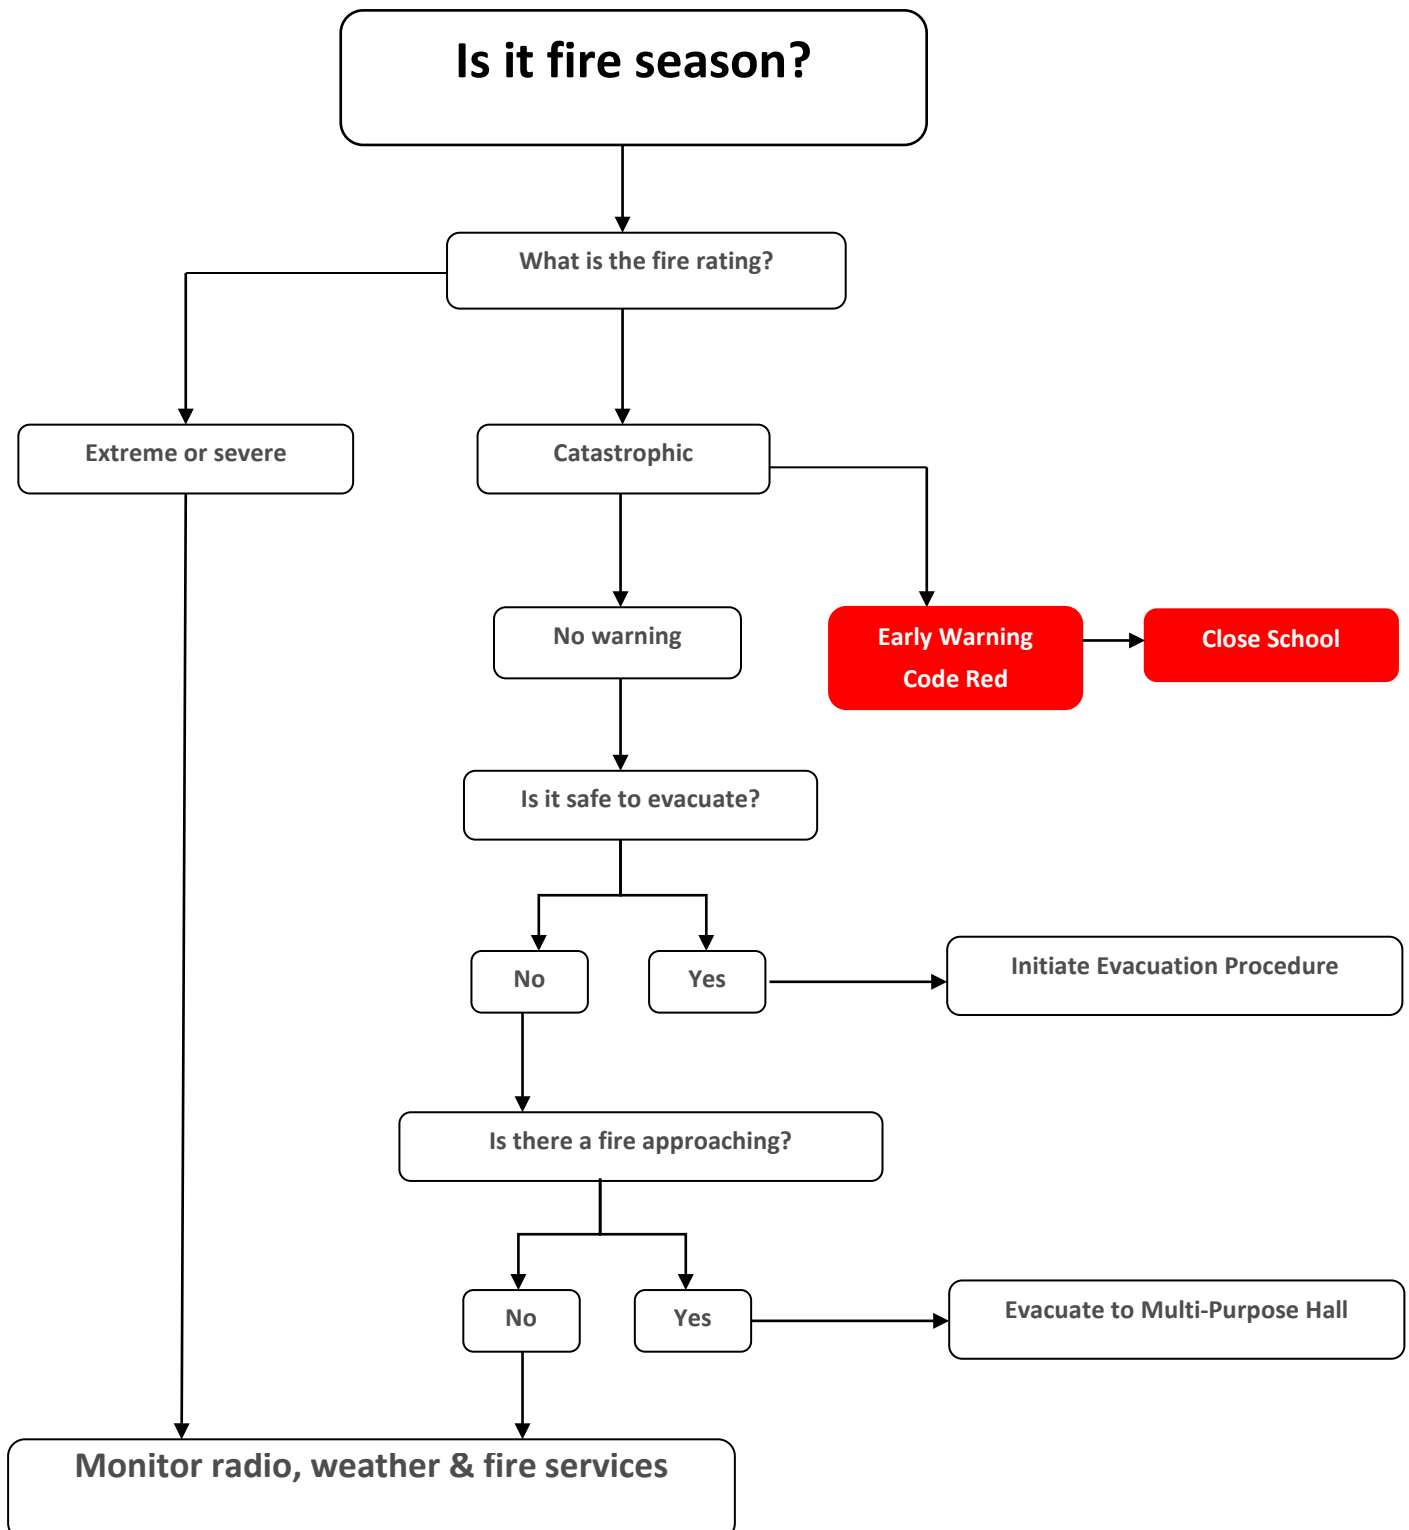 Is it fire season?
What is the fire rating?
Extreme or severe
Catastrophic
No warning
Early Warning
Code Red
Close School
Is it safe to evacuate?
No
Yes
Initiate Evacuation Procedure
Is there a fire approaching?
No
Yes
Evacuate to Multi-Purpose Hall
Monitor radio, weather & fire services